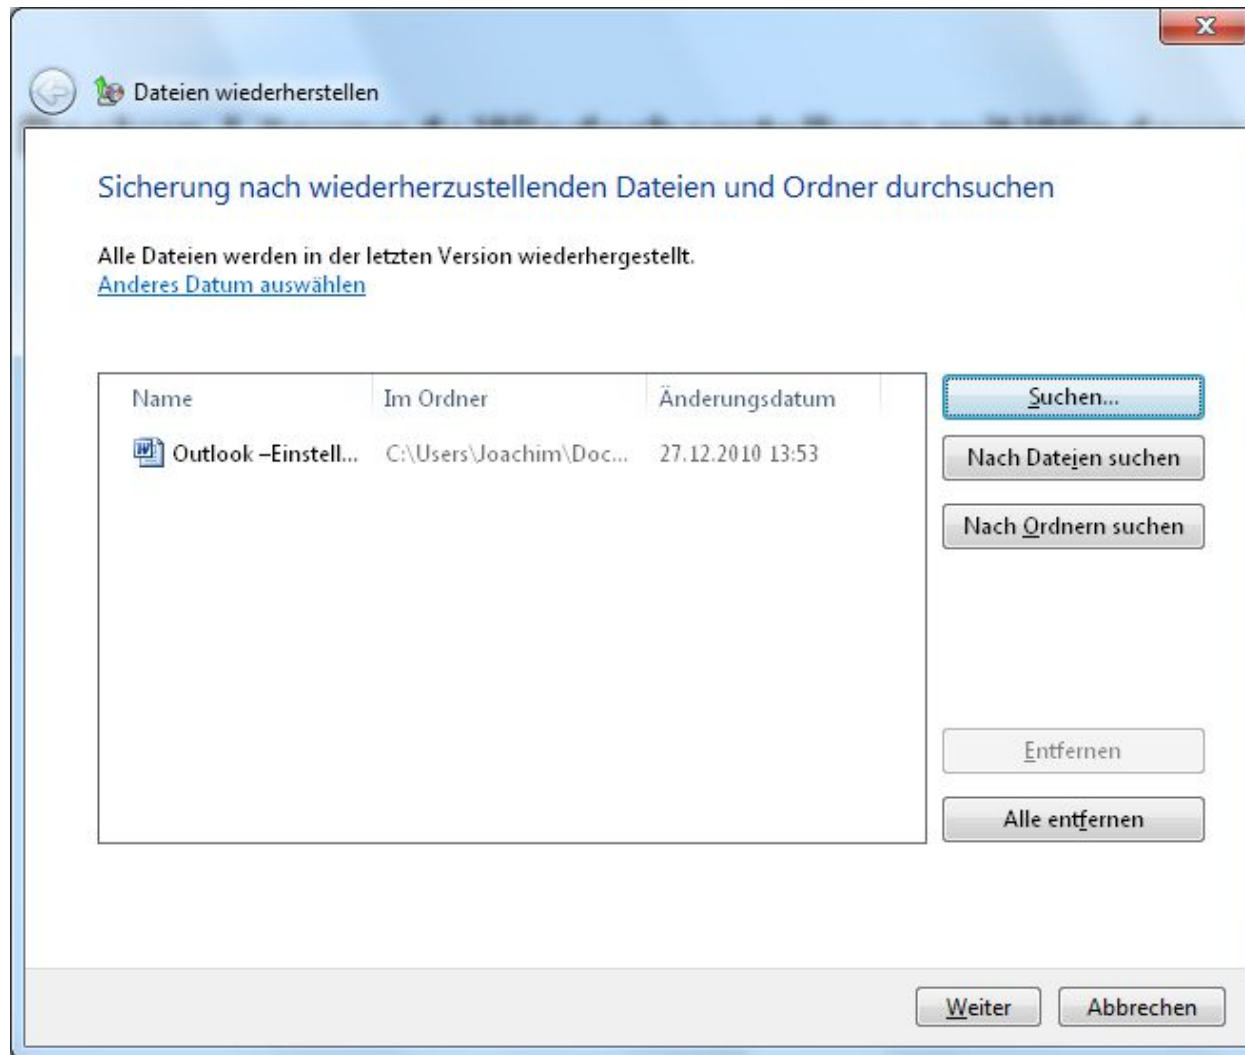 X
Dateien wiederherstellen
Sicherung nach wiederherzustellenden Dateien und Ordner durchsuchen
Alle Dateien werden in der letzten Version wiederhergestellt.
Anderes Datum auswählen
Name Im Ordner Änderungsdatum
Outlook –Einstell... C:\Users\Joachim\Doc... 27.12.2010 13:53
Suchen...
Nach Dateien suchen
Nach Ordnern suchen
Entfernen
Alle entfernen
Weiter Abbrechen